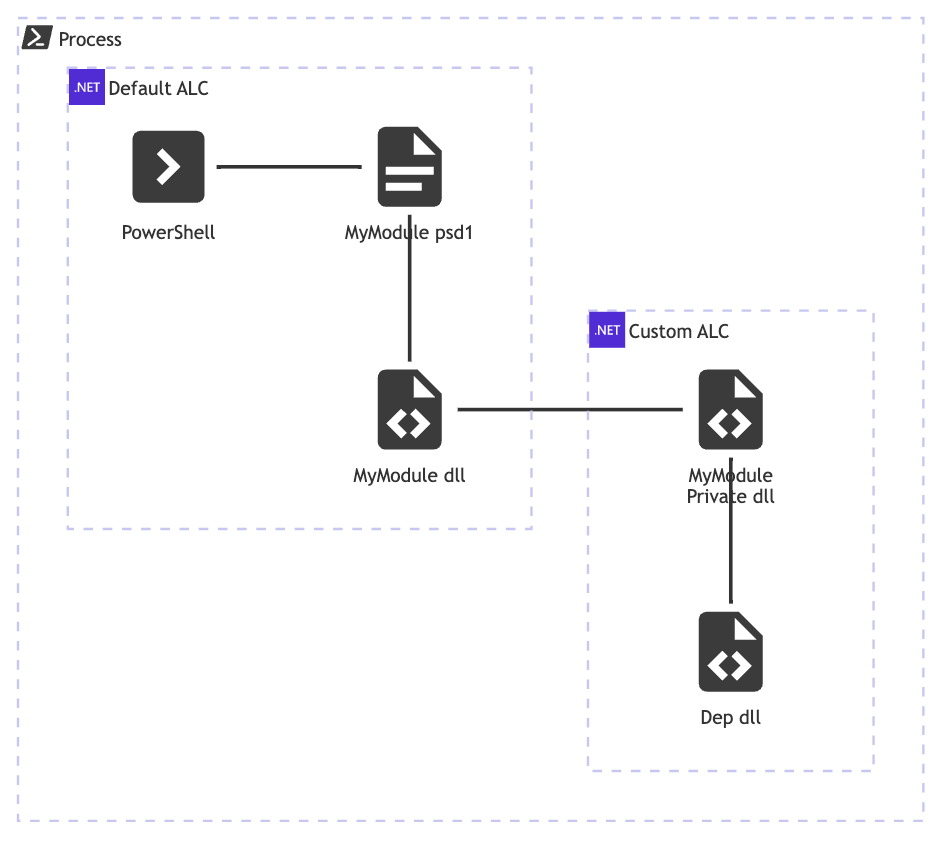 Process
.NET Default ALC
PowerShell
MyModule psd1
.NET Custom ALC
MyModule dll
MyModule
Private dll
Dep dll